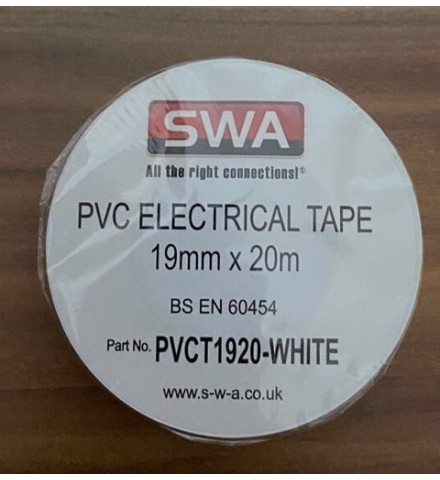 SWA
All the right connections!®
PVC ELECTRICAL TAPE
19mm x 20m
BS EN 60454
Part No. PVCT1920-WHITE
www.s-w-a.co.uk